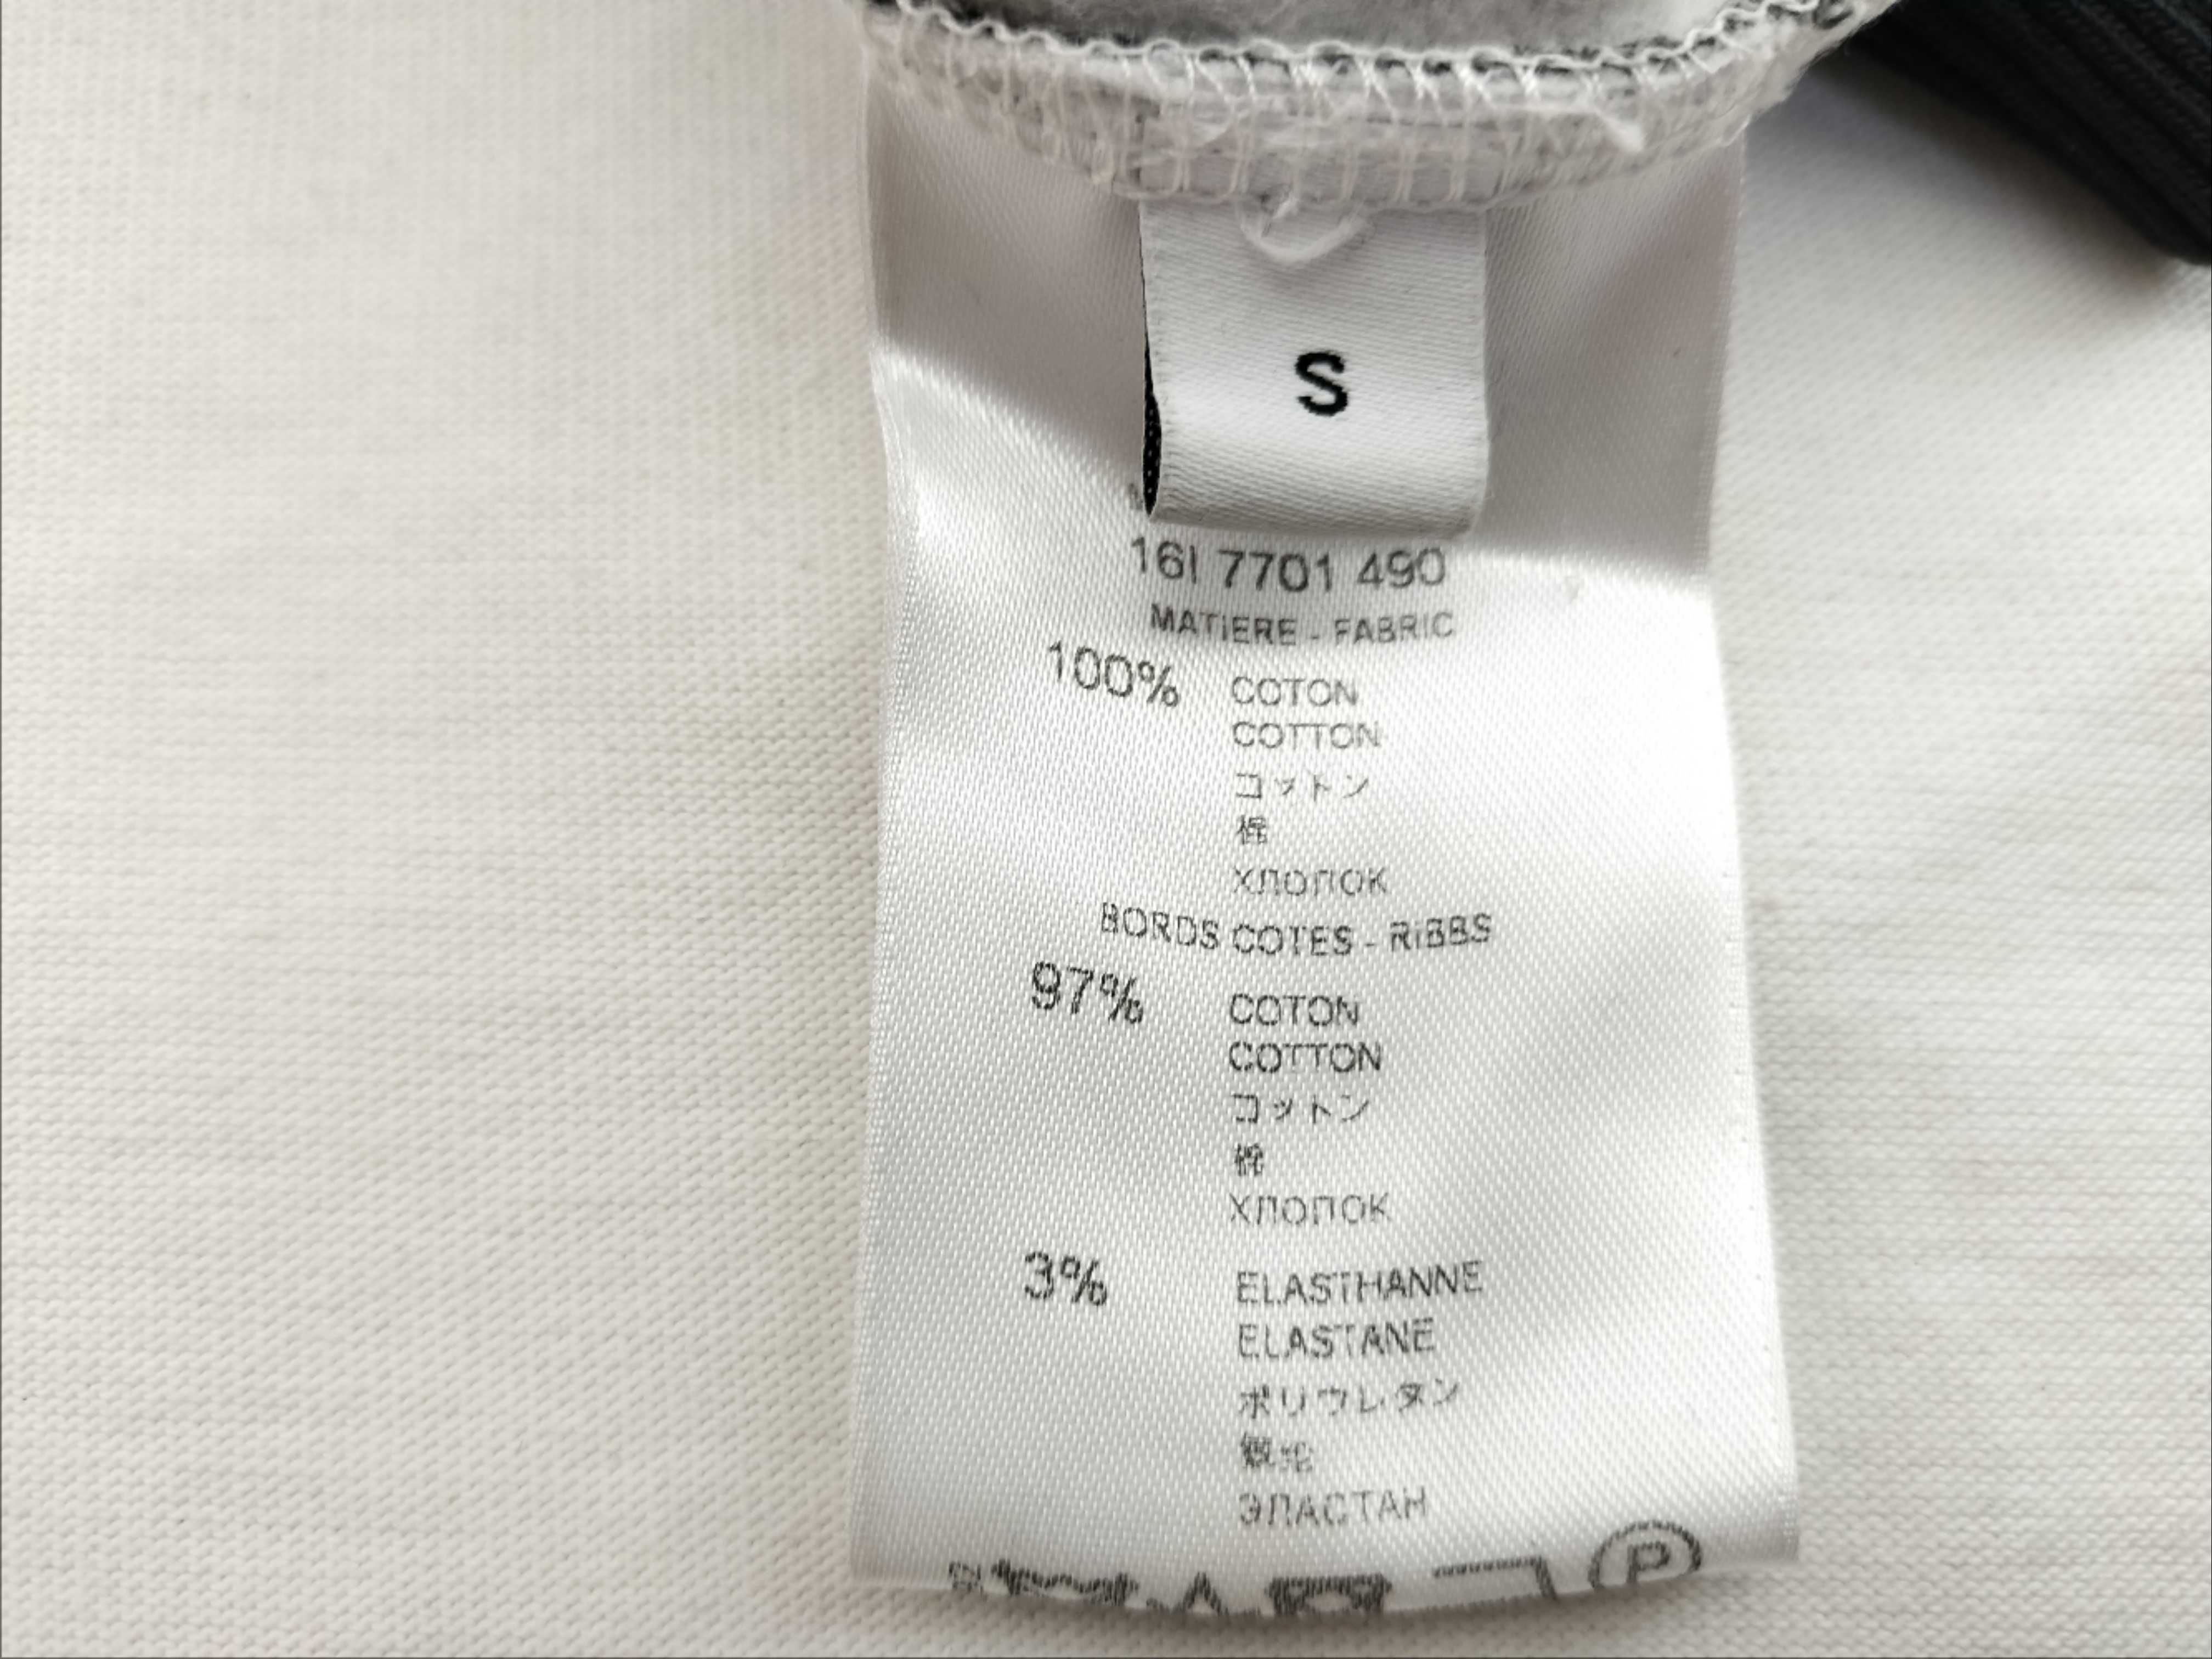 S
16I 7701 490
MATIERE - FABRIC
100% COTON
COTTON
コットン
棉
ХЛОПОК
BORDS COTES - RIBBS
97% COTON
COTTON
コットン
棉
ХЛОПОК
3% ELASTHANNE
ELASTANE
ポリウレタン
ЭЛАСТАН
P